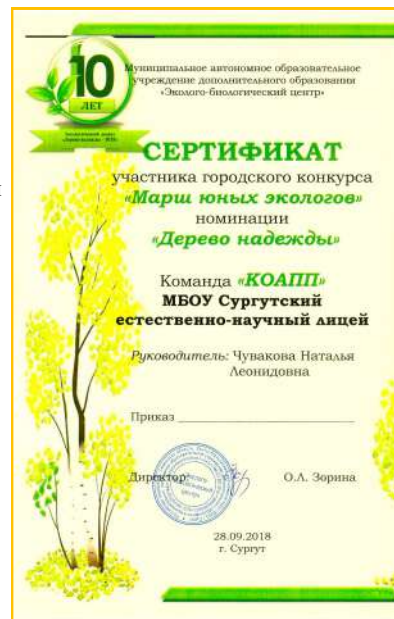 10
ЛЕТ
Муниципальное автономное образовательное
учреждение дополнительного образования
«Эколого-биологический центр»
СЕРТИФИКАТ
участника городского конкурса
«Марш юных экологов»
номинации
«Дерево надежды»
Команда «КОАПП»
МБОУ Сургутский
естественно-научный лицей
Руководитель: Чувакова Наталья
Леонидовна
Приказ
Директор
О.Л. Зорина
28.09.2018
г. Сургут